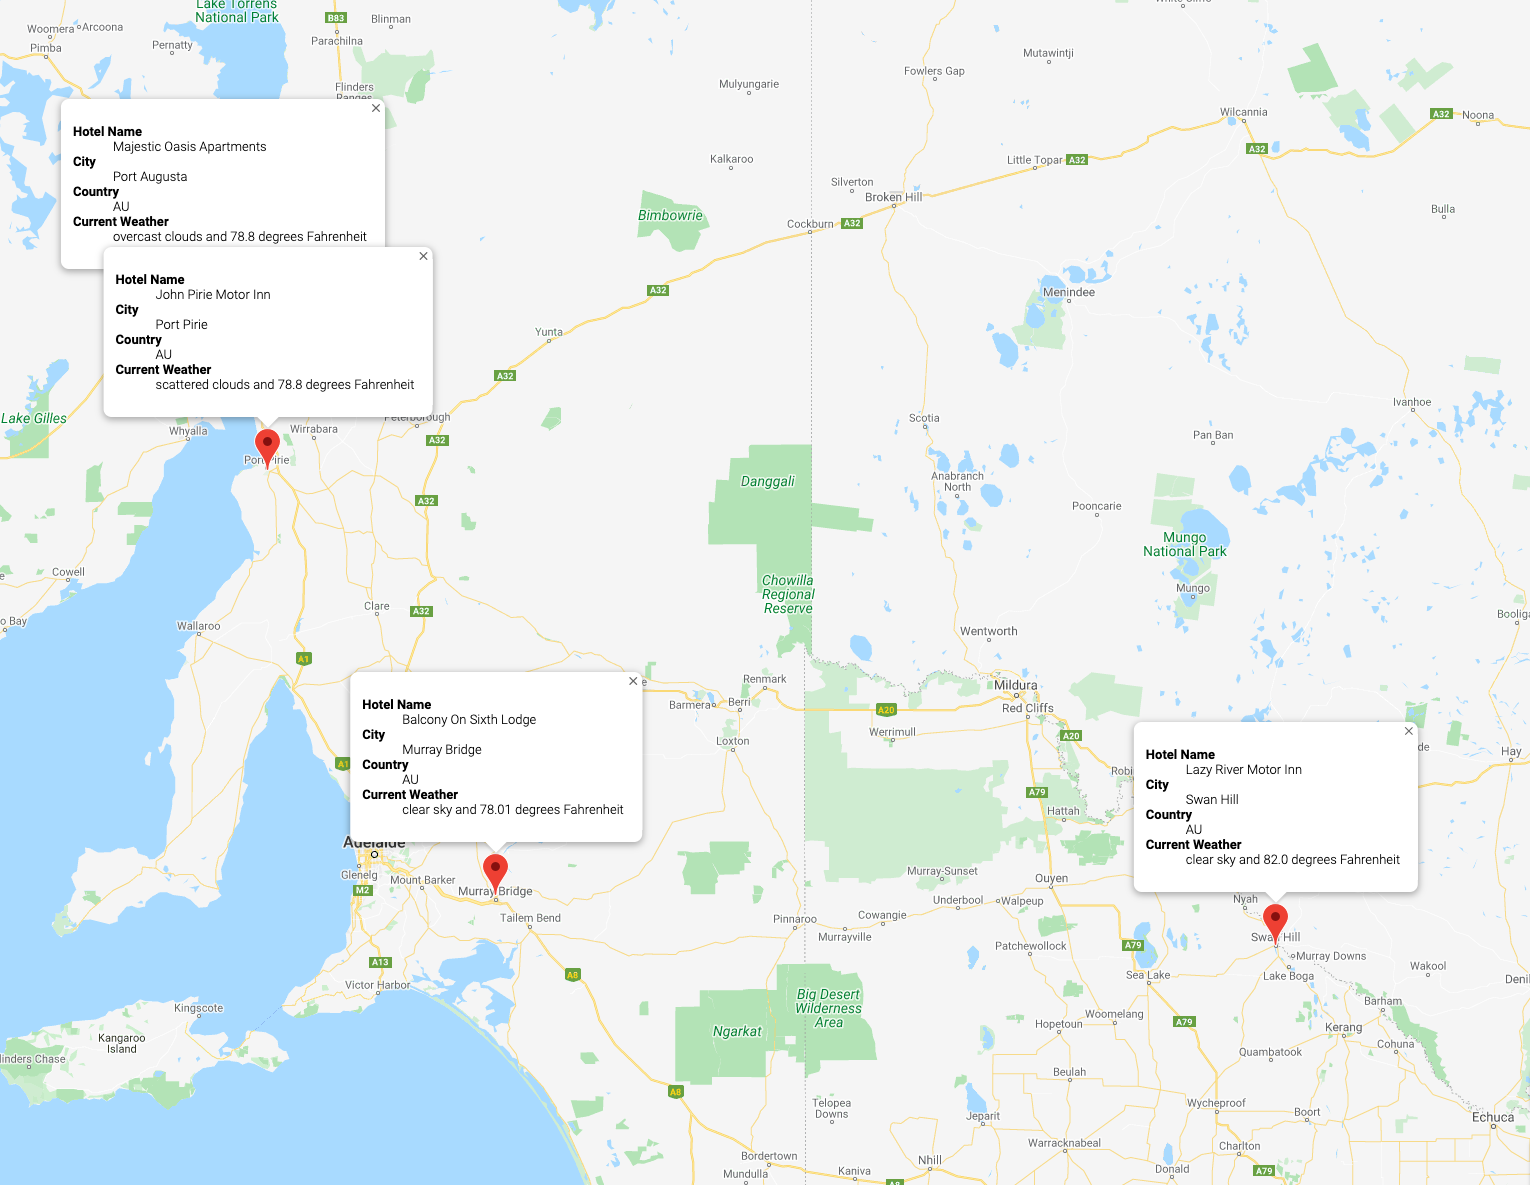 Lake Torrens
National Park
B83
Blinman
White Cliffs
Woomera
Arcoona
Pimba
Pernatty
Parachilna
Mutawintji
Fowlers Gap
Mulyungarie
Flinders
Ranges
Wilcannia
A32
Noona
A32
Hotel Name
Majestic Oasis Apartments
City
Port Augusta
Country
AU
Current Weather
overcast clouds and 78.8 degrees Fahrenheit
Kalkaroo
Little Topar
A32
Silverton
Broken Hill
Bimbowrie
Cockburn
A32
Bulla
Hotel Name
John Pirie Motor Inn
City
Port Pirie
Country
AU
Current Weather
scattered clouds and 78.8 degrees Fahrenheit
A32
Menindee
Yunta
A32
Lake Gilles
Whyalla
Wirrabara
Peterborough
A32
Port Pirie
Scotia
Ivanhoe
Pan Ban
Danggali
Anabranch
North
Pooncarie
A32
Mungo
National Park
Cowell
Chowilla
Regional
Reserve
Mungo
Clare
A32
o Bay
Wallaroo
Wentworth
Booliga
A1
Renmark
Mildura
Barmera
Berri
A20
Red Cliffs
Werrimull
A20
Loxton
Hotel Name
Balcony On Sixth Lodge
City
Murray Bridge
Country
AU
Current Weather
clear sky and 78.01 degrees Fahrenheit
A1
Robi
de
Hay
A79
Hattah
Hotel Name
Lazy River Motor Inn
City
Swan Hill
Country
AU
Current Weather
clear sky and 82.0 degrees Fahrenheit
Adelaide
Glenelg
Mount Barker
M2
Murray Bridge
Tailem Bend
Murray-Sunset
Ouyen
Underbool
Walpeup
Nyah
Pinnaroo
Cowangie
Murrayville
Patchewollock
A79
Swan Hill
Murray Downs
A13
A8
Sea Lake
Lake Boga
Wakool
Denil
Victor Harbor
Kingscote
Big Desert
Wilderness
Area
Barham
Woomelang
Hopetoun
A79
Kerang
Kangaroo
Island
Ngarkat
Cohuna
Quambatook
linders Chase
Beulah
A8
Telopea
Downs
Wycheproof
Jeparit
Boort
Echuca
Warracknabeal
Charlton
Bordertown
Mundulla
Kaniva
Nhill
Donald
A79
A8